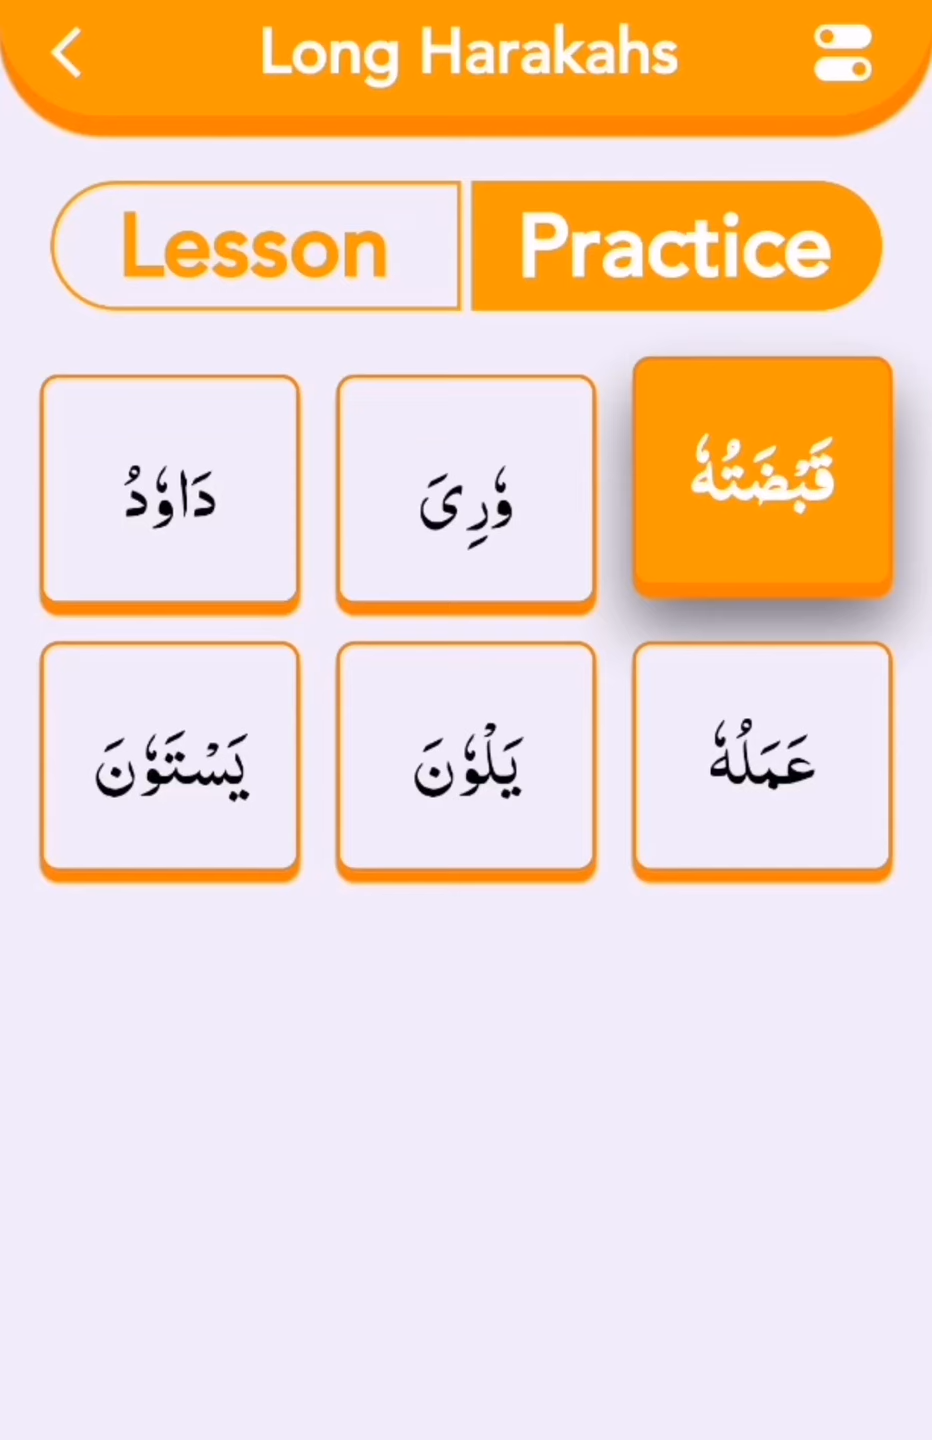 Long Harakahs
Lesson Practice
قَبْضَتُهٗ وٗرِىَ دَاوٗدُ
عَمَلُهٗ يَلْوٗنَ يَسْتَوٗنَ